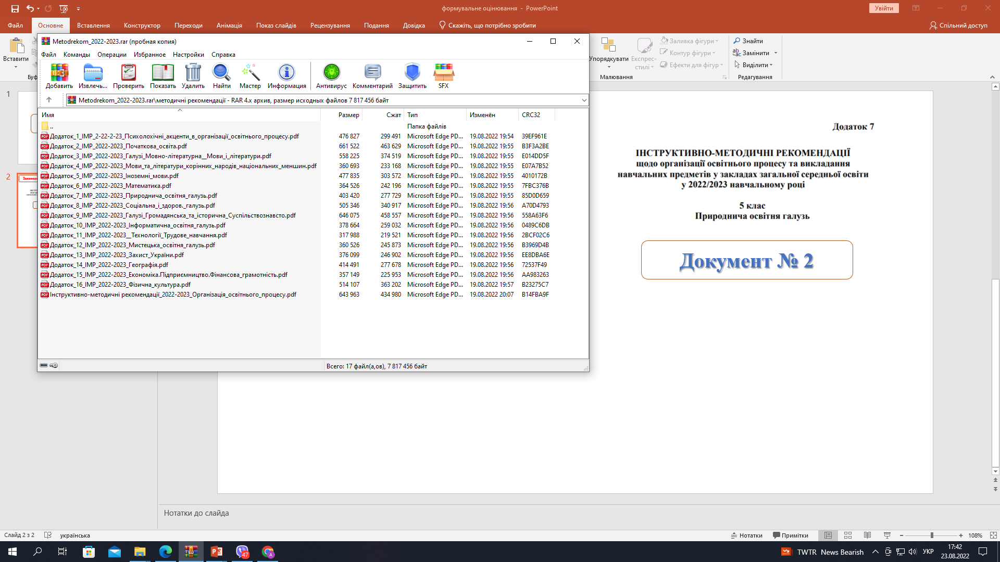 формувальне оцінювання - PowerPoint
Увійти
Файл Основне Вставлення Конструктор Переходи Анімація Показ слайдів Рецензування Подання Довідка Скажіть, що потрібно зробити Спільний доступ
Вставити
Буф
Metodrekom_2022-2023.rar (пробная копия)
Файл Команды Операции Избранное Настройки Справка
Добавить Извлечь... Проверить Показать Удалить Найти Мастер Информация Антивирус Комментарий Защитить SFX
Metodrekom_2022-2023.rar\методичні рекомендації - RAR 4.x архив, размер исходных файлов 7 817 456 байт
Имя Размер Сжат Тип Изменён CRC32
.. Папка файлів
Додаток_1_ІМР_2-22-2-23_Психолохічні_акценти_в_організації_освітнього_процесу.pdf 476 827 299 491 Microsoft Edge PD... 19.08.2022 19:54 39EF961E
Додаток_2_ІМР_2022-2023_Початкова_освіта.pdf 661 522 463 629 Microsoft Edge PD... 19.08.2022 19:55 B3F3A2BE
Додаток_3_ІМР_2022-2023_Галузі_Мовно-літературна__Мови_і_літератури.pdf 558 225 374 519 Microsoft Edge PD... 19.08.2022 19:55 E014DD5F
Додаток_4_ІМР_2022-2023_Мови_та_літератури_корінних_народів_національних_меншин.pdf 360 693 233 168 Microsoft Edge PD... 19.08.2022 19:55 E07A7B52
Додаток_5_ІМР_2022-2023_Іноземні_мови.pdf 477 835 303 572 Microsoft Edge PD... 19.08.2022 19:55 4010172B
Додаток_6_ІМР_2022-2023_Математика.pdf 364 526 242 196 Microsoft Edge PD... 19.08.2022 19:55 7FBC376B
Додаток_7_ІМР_2022-2023_Природнича_освітня_галузь.pdf 403 420 277 729 Microsoft Edge PD... 19.08.2022 19:55 85D0D659
Додаток_8_ІМР_2022-2023_Соціальна_і_здоров._галузь.pdf 505 346 340 917 Microsoft Edge PD... 19.08.2022 19:56 A70D4793
Додаток_9_ІМР_2022-2023_Галузі_Громадянська_та_історична_Суспільствознавсто.pdf 646 075 458 557 Microsoft Edge PD... 19.08.2022 19:56 558A63F6
Додаток_10_ІМР_2022-2023_Інформатична_освітня_галузь.pdf 378 664 259 032 Microsoft Edge PD... 19.08.2022 19:56 0489C6DB
Додаток_11_ІМР_2022-2023__Технології_Трудове_навчання.pdf 317 988 219 521 Microsoft Edge PD... 19.08.2022 19:56 2BCF02C6
Додаток_12_ІМР_2022-2023_Мистецька_освітня_галузь.pdf 360 526 245 873 Microsoft Edge PD... 19.08.2022 19:56 B3969D4B
Додаток_13_ІМР_2022-2023_Захист_України.pdf 376 099 246 902 Microsoft Edge PD... 19.08.2022 19:56 EE8DBA6E
Додаток_14_ІМР_2022-2023_Географія.pdf 414 491 277 678 Microsoft Edge PD... 19.08.2022 19:56 72537F49
Додаток_15_ІМР_2022-2023_Економіка.Підприємництво.Фінансова_грамотність.pdf 357 149 225 953 Microsoft Edge PD... 19.08.2022 19:56 AA983263
Додаток_16_ІМР_2022-2023_Фізична_культура.pdf 514 107 363 202 Microsoft Edge PD... 19.08.2022 19:57 B23275C7
Інструктивно-методичні рекомендації_2022-2023_Організація_освітнього_процесу.pdf 643 963 434 980 Microsoft Edge PD... 19.08.2022 20:07 B14FBA9F
Всего: 17 файл(а,ов), 7 817 456 байт
Упорядкувати
Експрес-
стилі
Заливка фігури
Контур фігури
Ефекти для фігур
Малювання
Знайти
Замінити
Виділити
Редагування
1
2
Додаток 7
ІНСТРУКТИВНО-МЕТОДИЧНІ РЕКОМЕНДАЦІЇ
щодо організації освітнього процесу та викладання
навчальних предметів у закладах загальної середньої освіти
у 2022/2023 навчальному році
5 клас
Природнича освітня галузь
Документ № 2
Нотатки до слайда
Слайд 2 з 2 українська Нотатки Примітки 108%
47 A TWTR News Bearish УКР 17:42
23.08.2022